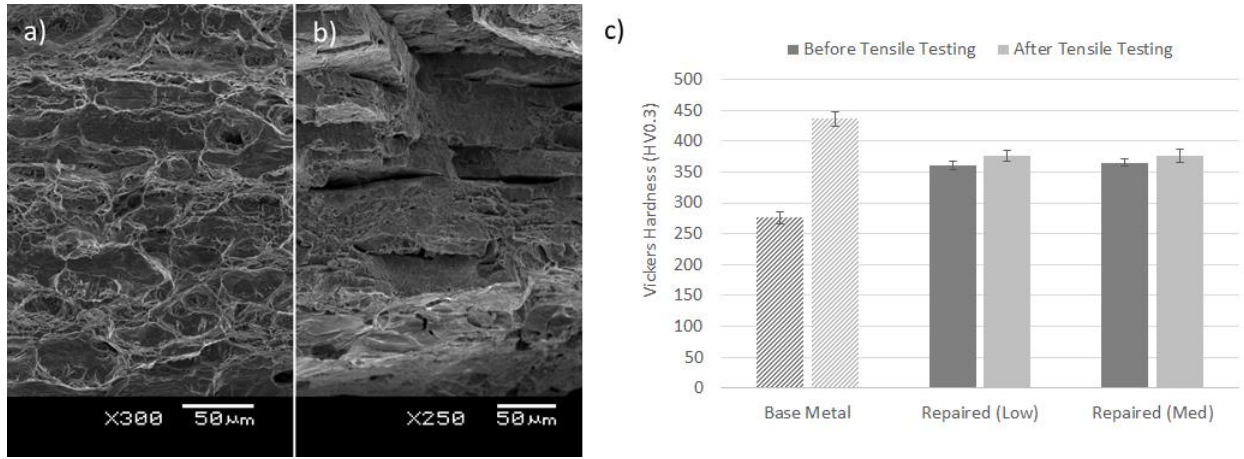 a)
b)
X300 50μm
X250 50μm
c)
Before Tensile Testing After Tensile Testing
Vickers Hardness (HV0.3)
500
450
400
350
300
250
200
150
100
50
0
Base Metal Repaired (Low) Repaired (Med)